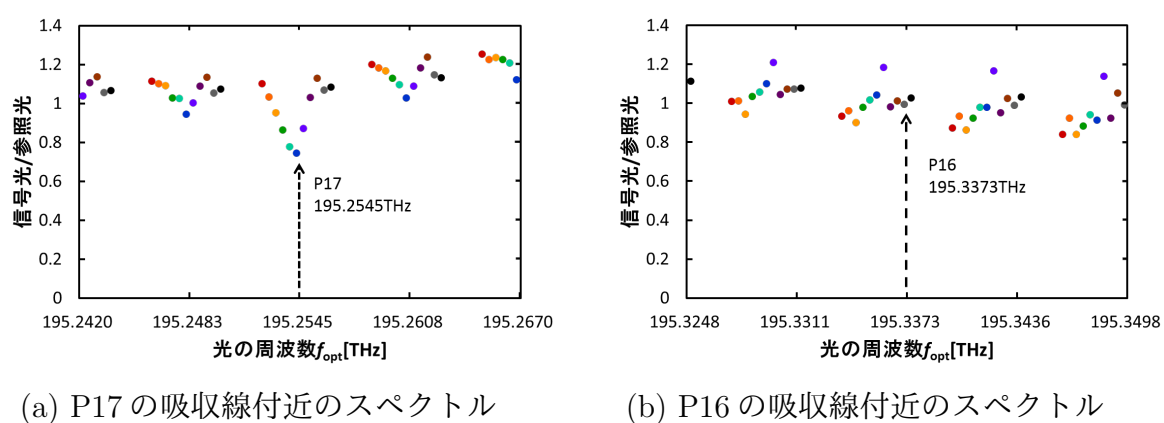 1.4
1.2
1
0.8
0.6
0.4
0.2
0
信号光/参照光
P17
195.2545THz
195.2420
195.2483
195.2545
195.2608
195.2670
光の周波数fopt[THz]
(a) P17の吸収線付近のスペクトル
1.4
1.2
1
0.8
0.6
0.4
0.2
0
信号光/参照光
P16
195.3373THz
195.3248
195.3311
195.3373
195.3436
195.3498
光の周波数fopt[THz]
(b) P16の吸収線付近のスペクトル